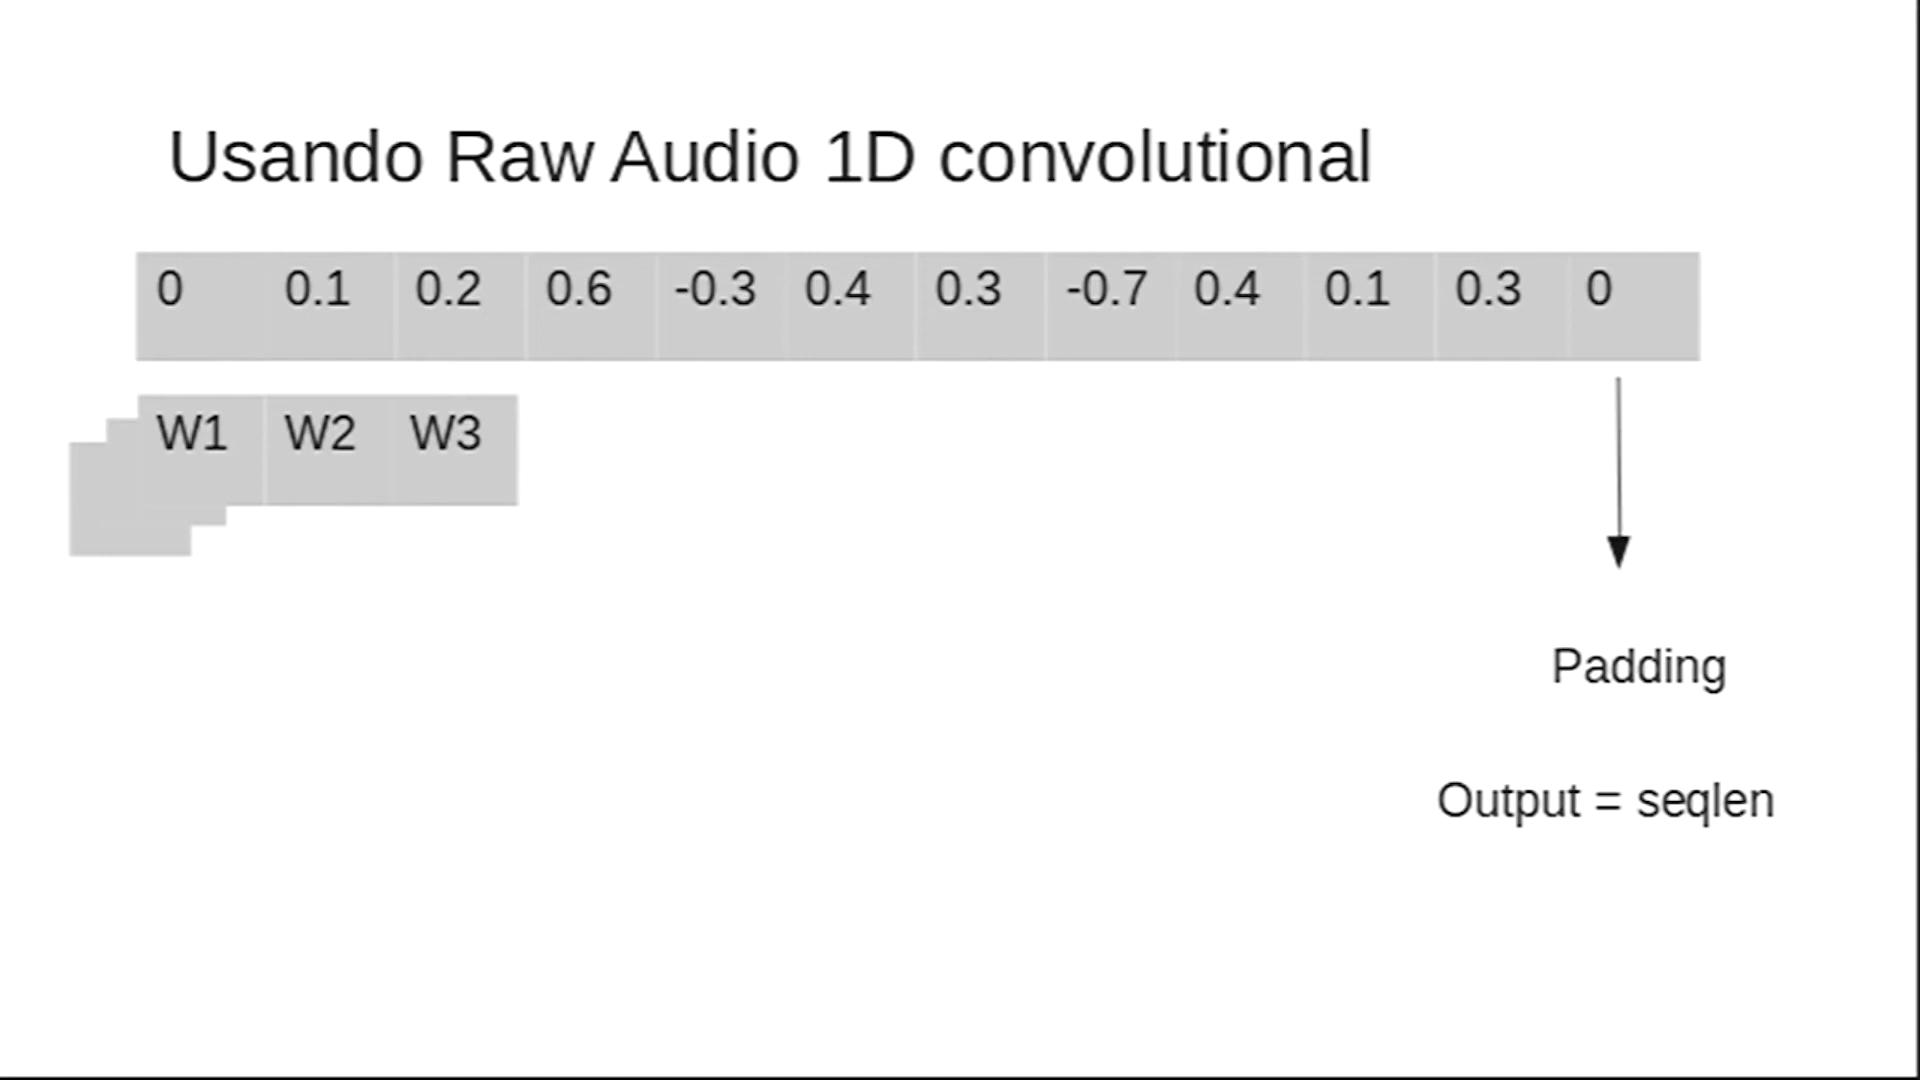 Usando Raw Audio 1D convolutional
0 0.1 0.2 0.6 -0.3 0.4 0.3 -0.7 0.4 0.1 0.3 0
W1 W2 W3
Padding
Output = seqlen